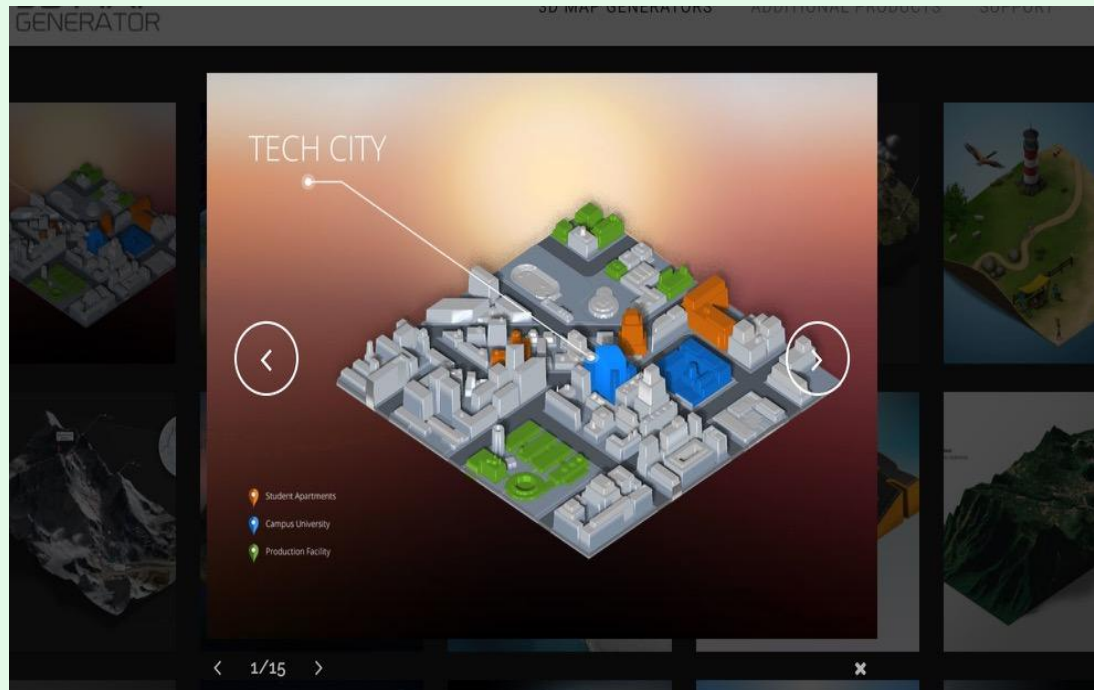 GENERATOR
3D MAP GENERATORS
ADDITIONAL PRODUCTS
SUPPORT
TECH CITY
Student Apartments
Campus University
Production Facility
1/15